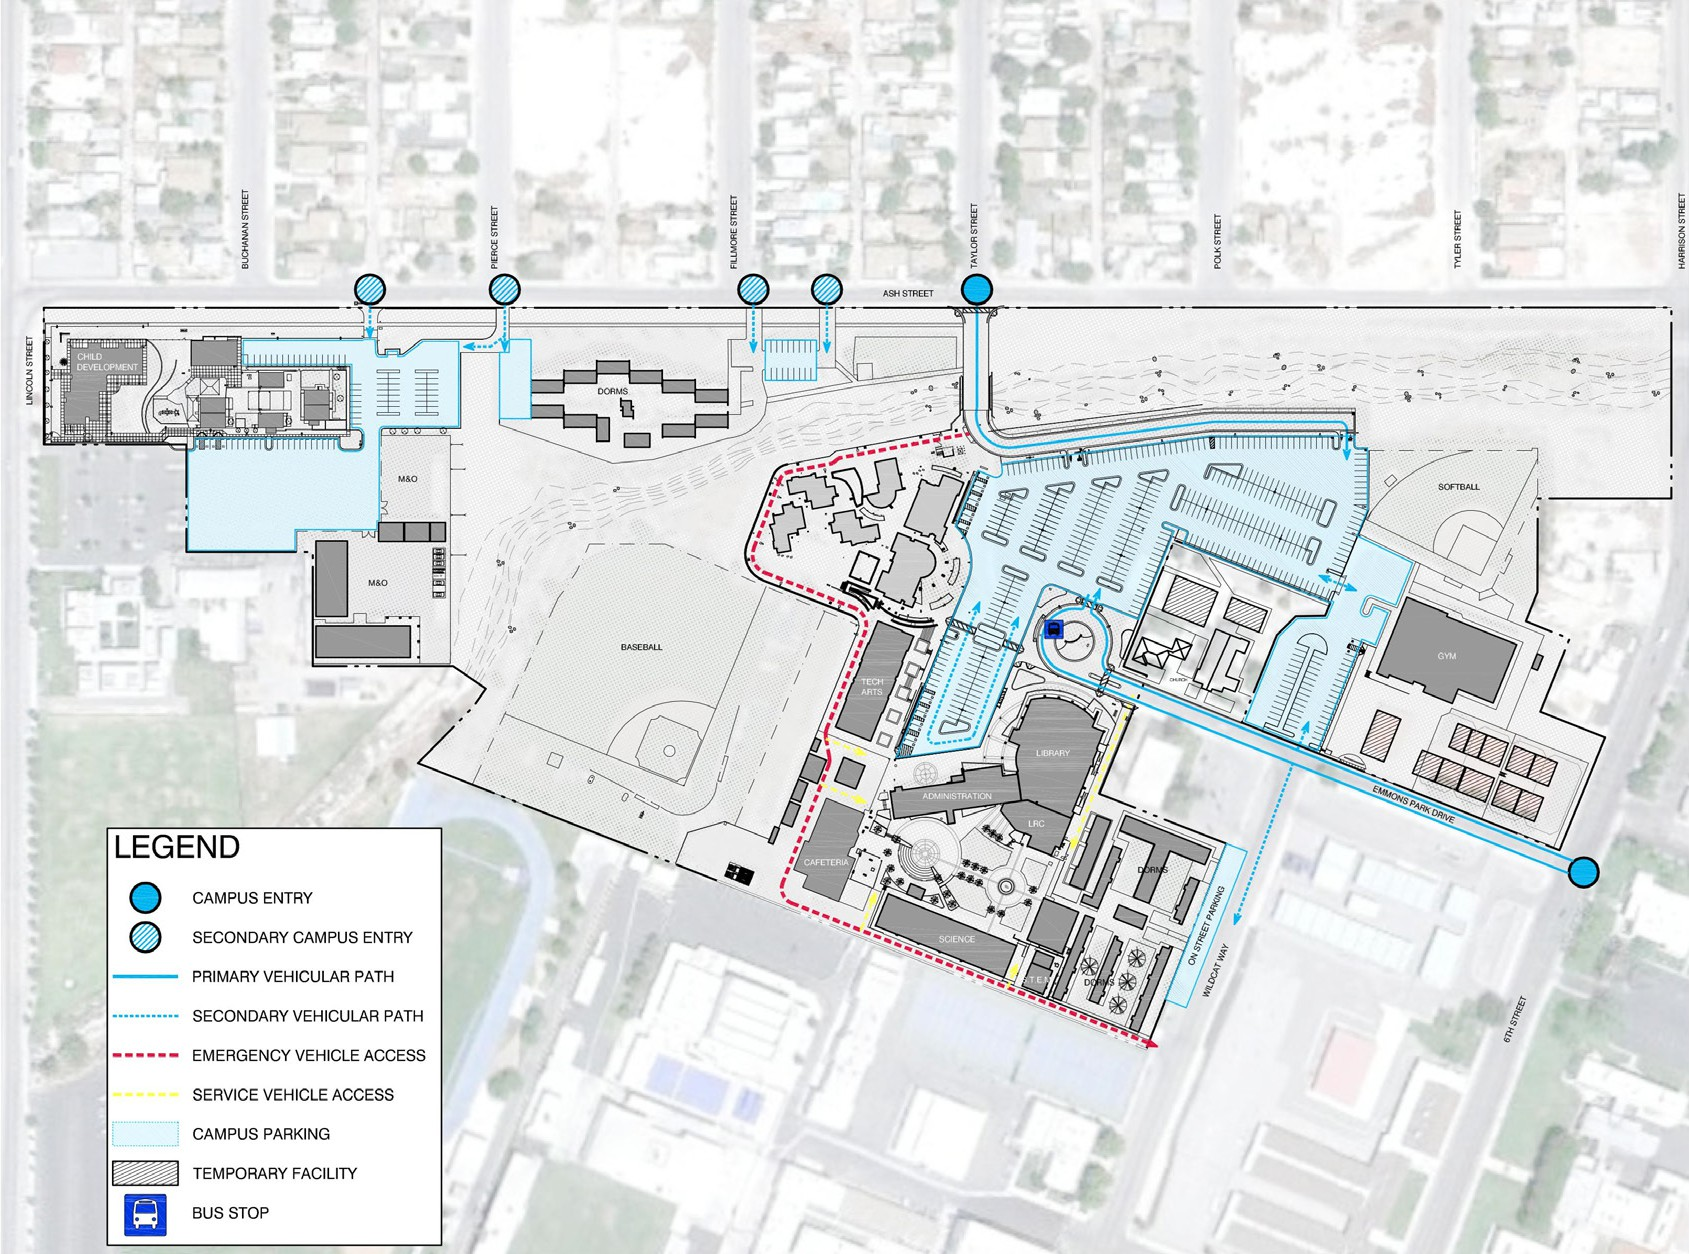 BUCHANAN STREET
PIERCE STREET
FILLMORE STREET
TAYLOR STREET
POLK STREET
TYLER STREET
HARRISON STREET
ASH STREET
LINCOLN STREET
CHILD
DEVELOPMENT
DORMS
M&O
M&O
SOFTBALL
BASEBALL
TECH
ARTS
GYM
CHURCH
LIBRARY
ADMINISTRATION
LRC
CAFETERIA
EMMONS PARK DRIVE
DORMS
SCIENCE
DORMS
ON STREET PARKING
WILDCAT WAY
6TH STREET
LEGEND
CAMPUS ENTRY
SECONDARY CAMPUS ENTRY
PRIMARY VEHICULAR PATH
SECONDARY VEHICULAR PATH
EMERGENCY VEHICLE ACCESS
SERVICE VEHICLE ACCESS
CAMPUS PARKING
TEMPORARY FACILITY
BUS STOP